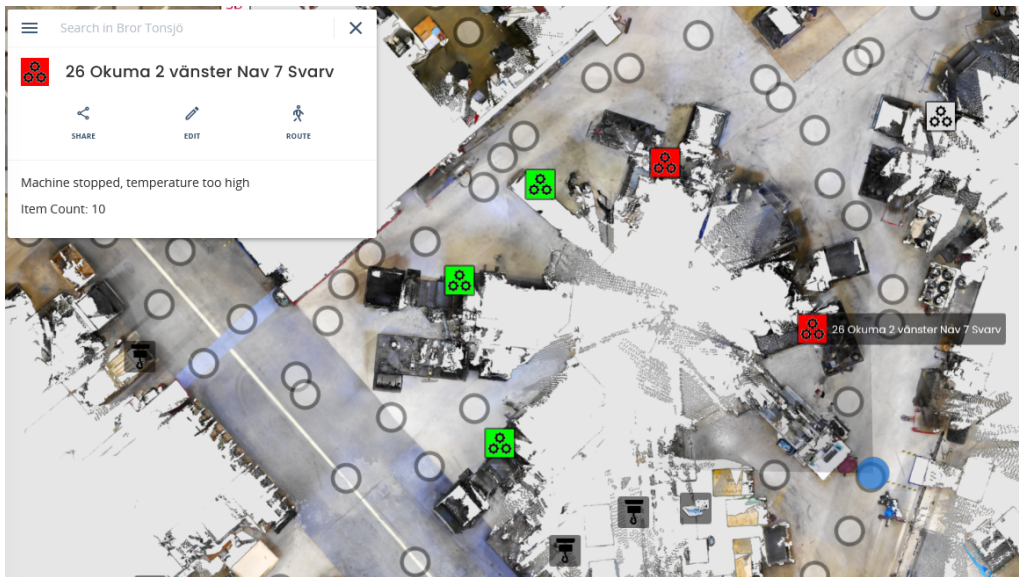 Search in Bror Tonsjö
26 Okuma 2 vänster Nav 7 Svarv
SHARE
EDIT
ROUTE
Machine stopped, temperature too high
Item Count: 10
26 Okuma 2 vänster Nav 7 Svarv